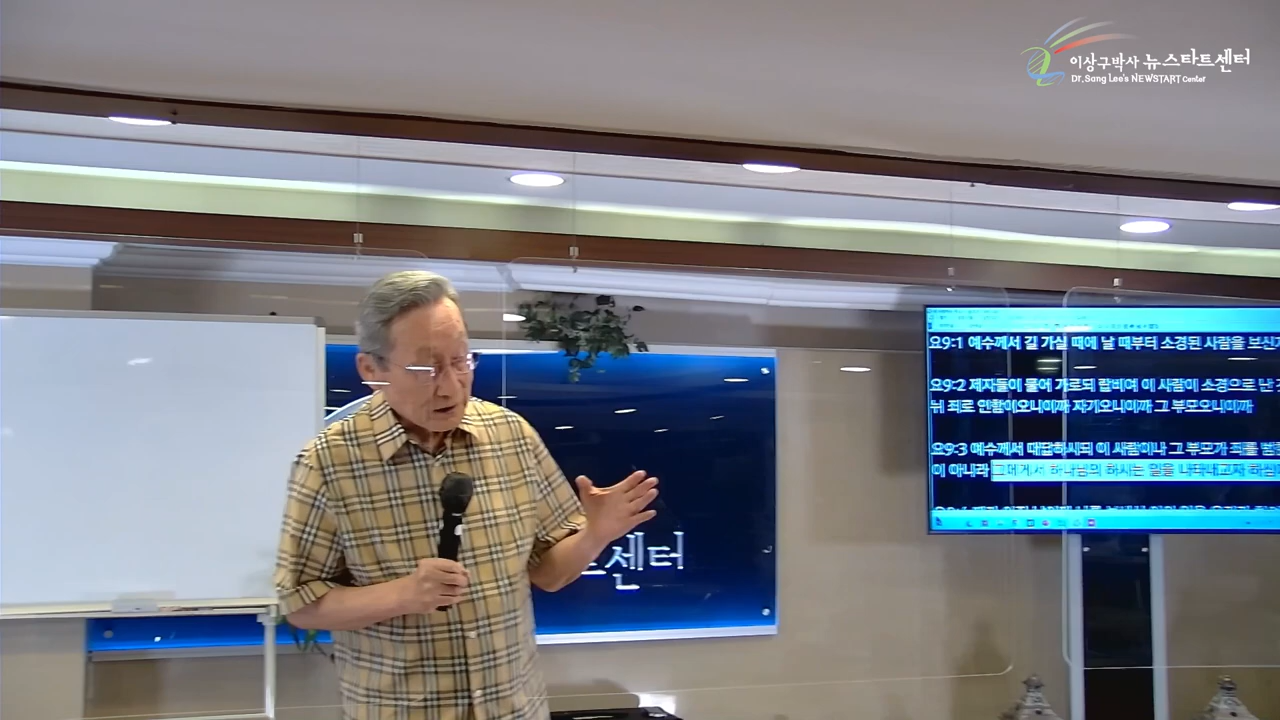 이상구박사 뉴스타트센터
Dr. Sang Lee's NEWSTART Center
요9:1 예수께서 길 가실 때에 날 때부터 소경된 사람을 보신
요9:2 제자들이 물어 가로되 랍비여 이 사람이 소경으로 난
뉘 죄로 인함이오니이까 자기오니이까 그 부모오니이까
요9:3 예수께서 대답하시되 이 사람이나 그 부모가 죄를
이 아니라 그에게서 하나님의 하시는 일을 나타내고자
센터